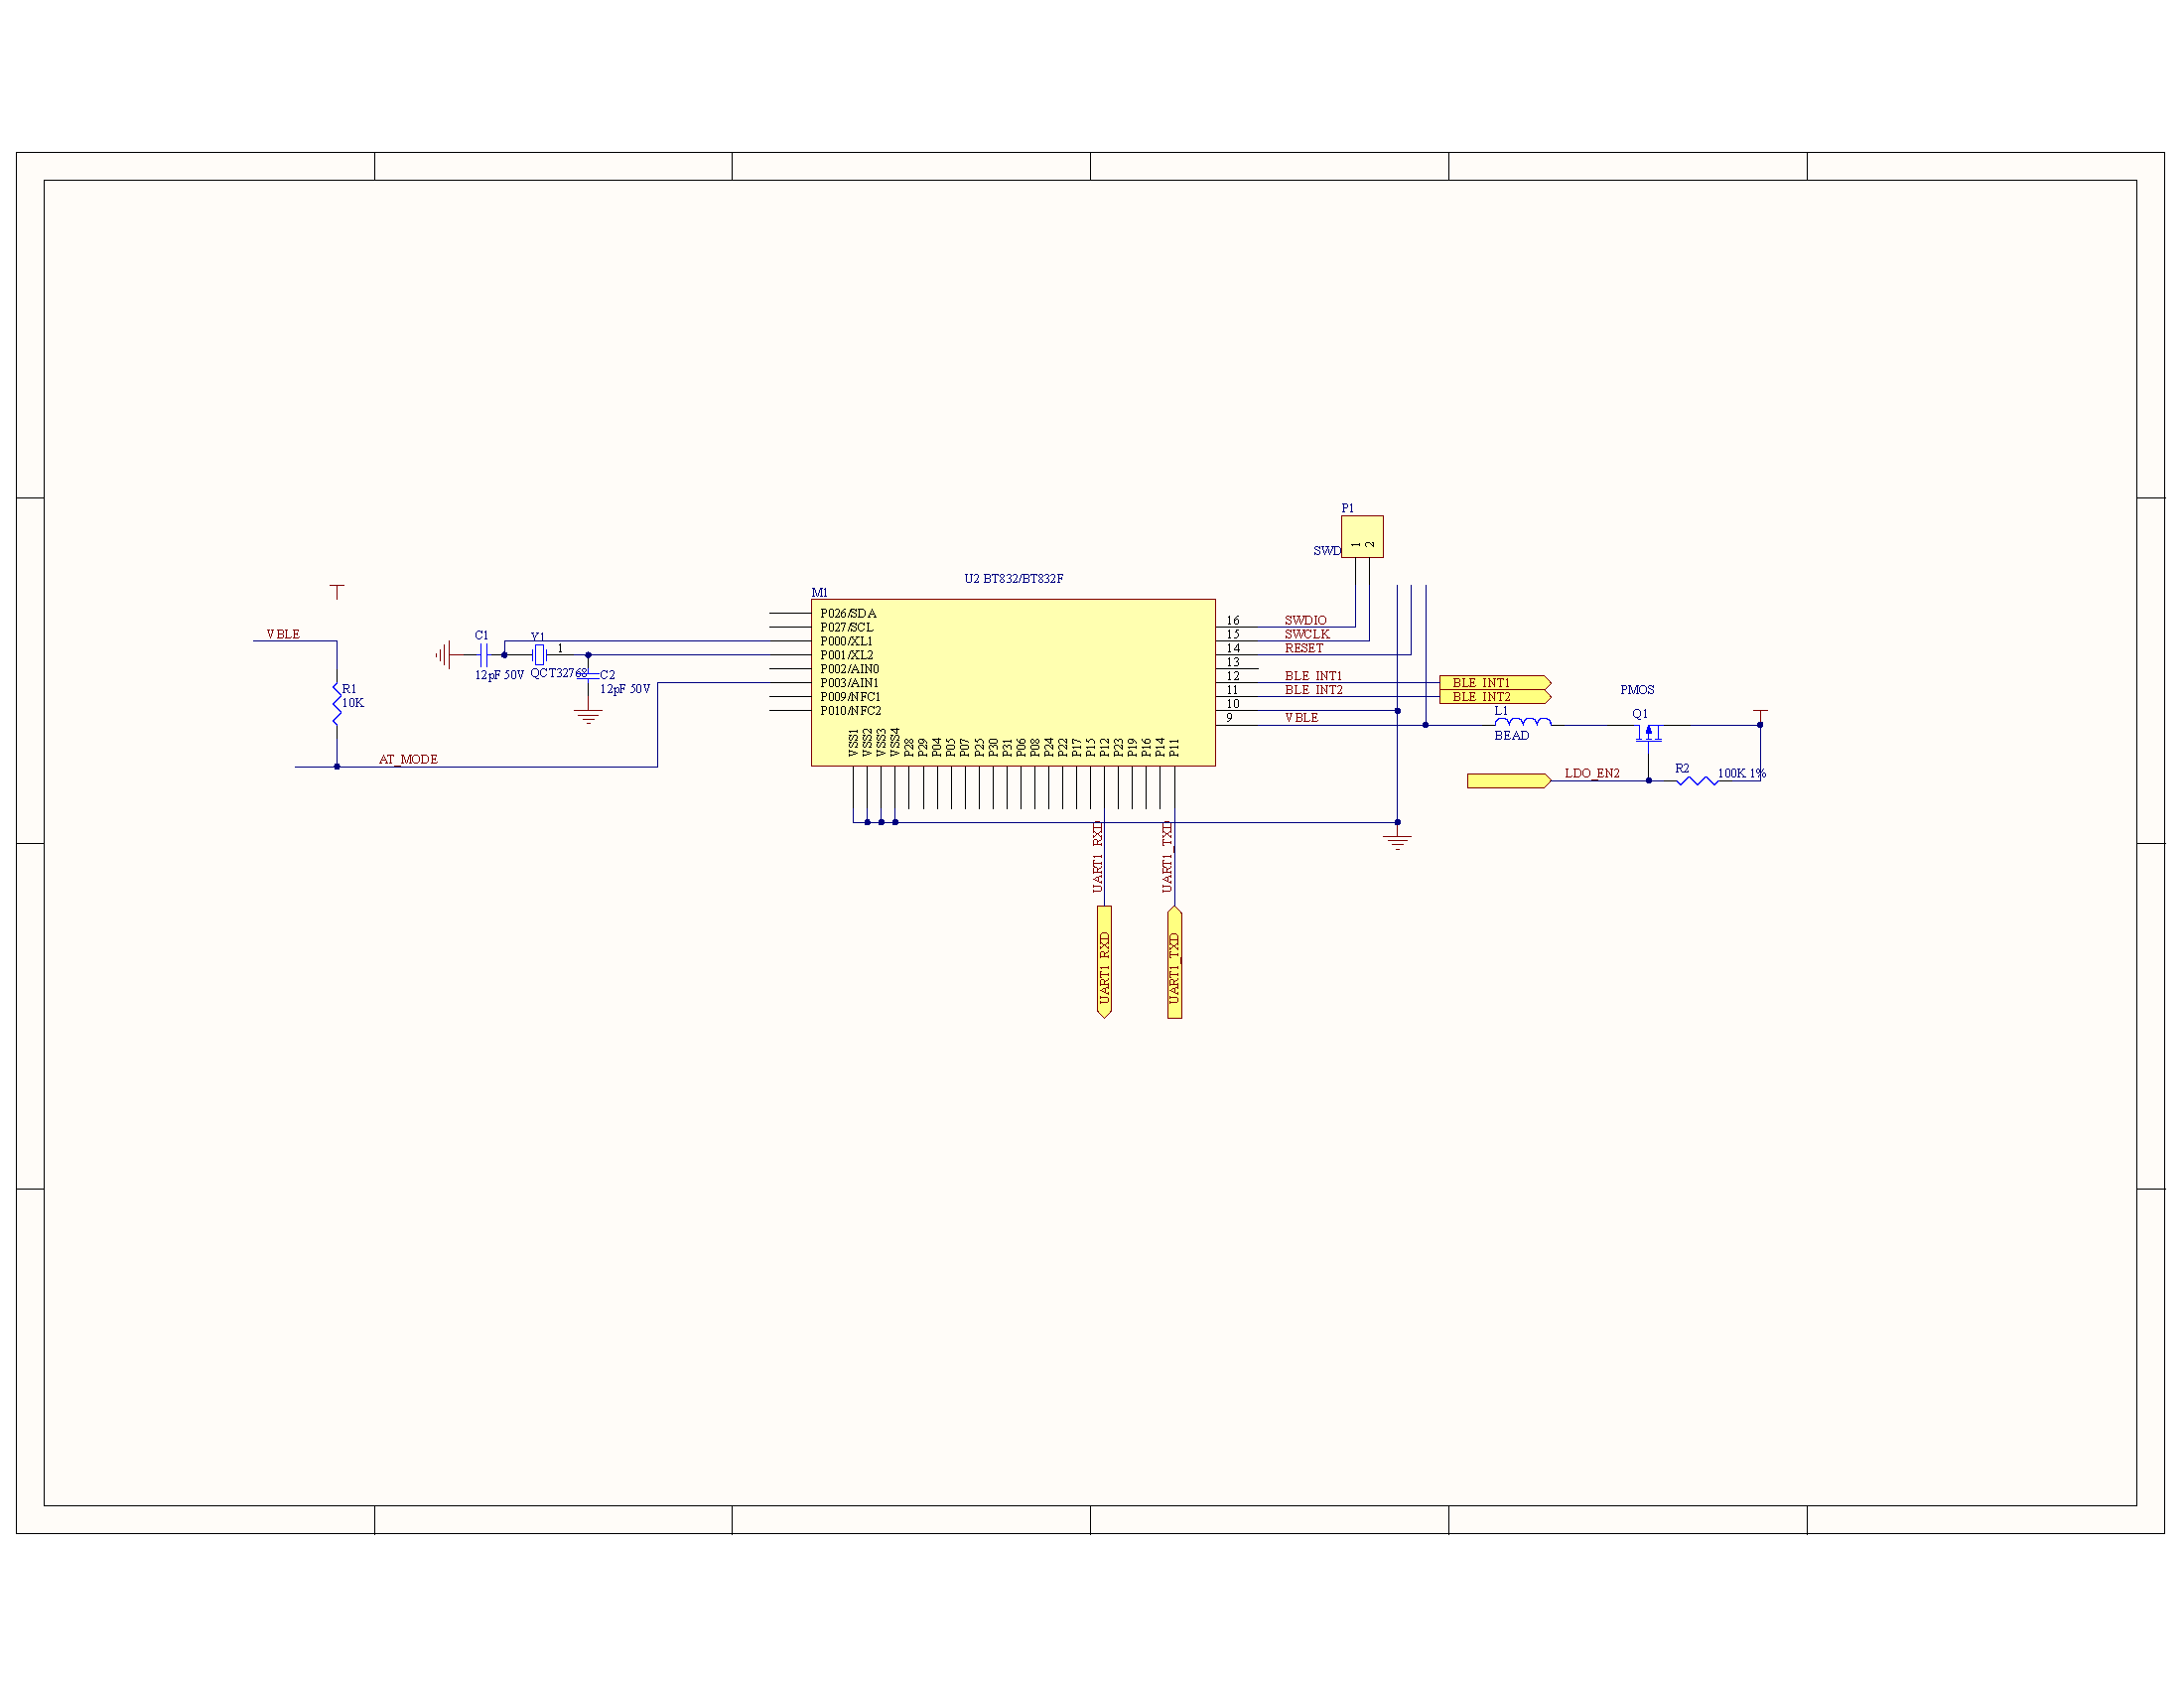 P1
SWD
1
2
U2 BT832/BT832F
M1
P026/SDA
P027/SCL
P000/XL1
P001/XL2
P002/AIN0
P003/AIN1
P009/NFC1
P010/NFC2
16
15
14
13
12
11
10
9
SWDIO
SWCLK
RESET
BLE_INT1
BLE_INT2
VBLE
BLE_INT1
BLE_INT2
VSS1
VSS2
VSS3
VSS4
P28
P29
P04
P05
P07
P25
P30
P31
P06
P08
P24
P22
P17
P15
P12
P23
P19
P16
P14
P11
VBLE
R1
10K
AT_MODE
C1
12pF 50V
Y1
1
QCT32768
C2
12pF 50V
PMOS
Q1
L1
BEAD
LDO_EN2
R2
100K 1%
UART1_RXD
UART1_TXD
UART1_RXD
UART1_TXD